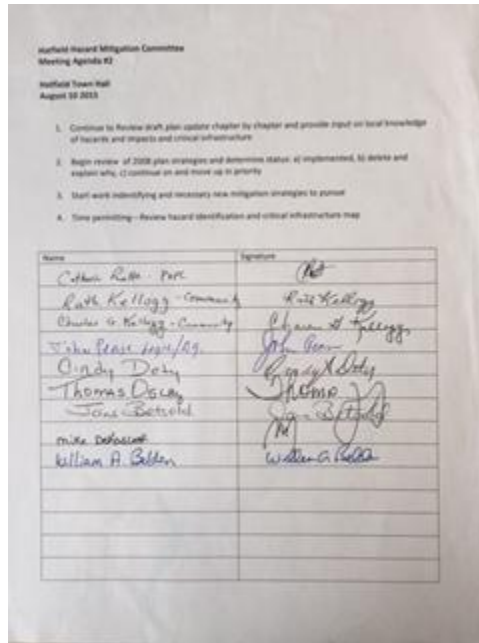 Hatfield Hazard Mitigation Committee
Meeting Agenda #2
Hatfield Town Hall
August 10 2015
1. Continue to Review draft plan update chapter by chapter and provide input on local knowledge
of hazards and impacts and critical infrastructure
2. Begin review of 2008 plan strategies and determine status: a) implemented, b) delete and
explain why, c) continue on and move up in priority
3. Start work indentifying and necessary new mitigation strategies to pursue
4. Time permitting - Review hazard identification and critical infrastructure map
Name Signature
Ruth Kellogg - Community Ruth Kellogg
Charles G Kellogg - Community Charles G Kellogg
John Pease John Pease
Cindy Doty Cindy Doty
Thomas
Jane Betsold Jane Betsold
mike
William A. Belden William A Belden